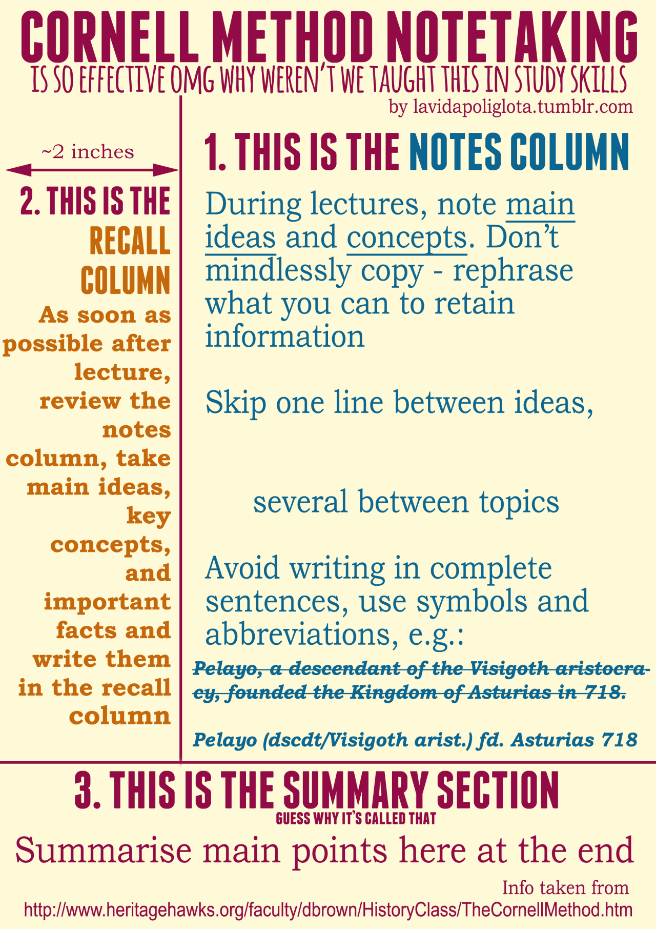 CORNELL METHOD NOTETAKING
IS SO EFFECTIVE OMG WHY WEREN'T WE TAUGHT THIS IN STUDY SKILLS
by lavidapoliglota.tumblr.com
~2 inches
1. THIS IS THE NOTES COLUMN
During lectures, note main
ideas and concepts. Don't
mindlessly copy - rephrase
what you can to retain
information
Skip one line between ideas,
several between topics
Avoid writing in complete
sentences, use symbols and
abbreviations, e.g.:
Pelayo, a descendant of the Visigoth aristocra-
cy, founded the Kingdom of Asturias in 718.
Pelayo (dscdt/Visigoth arist.) fd. Asturias 718
2. THIS IS THE
RECALL
COLUMN
As soon as
possible after
lecture,
review the
notes
column, take
main ideas,
key
concepts,
and
important
facts and
write them
in the recall
column
3. THIS IS THE SUMMARY SECTION
GUESS WHY IT'S CALLED THAT
Summarise main points here at the end
Info taken from
http://www.heritagehawks.org/faculty/dbrown/HistoryClass/TheCornellMethod.htm